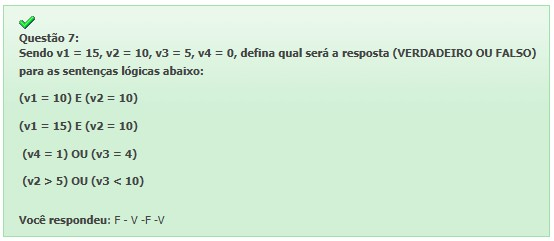 Questão 7:
Sendo v1 = 15, v2 = 10, v3 = 5, v4 = 0, defina qual será a resposta (VERDADEIRO OU FALSO)
para as sentenças lógicas abaixo:
(v1 = 10) E (v2 = 10)
(v1 = 15) E (v2 = 10)
(v4 = 1) OU (v3 = 4)
(v2 > 5) OU (v3 < 10)
Você respondeu: F - V -F -V